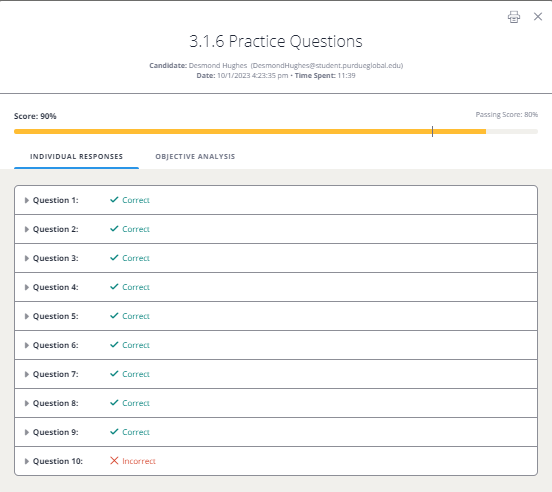 3.1.6 Practice Questions
Candidate: Desmond Hughes (DesmondHughes@student.purdueglobal.edu)
Date: 10/1/2023 4:23:35 pm • Time Spent: 11:39
Score: 90%
Passing Score: 80%
INDIVIDUAL RESPONSES
OBJECTIVE ANALYSIS
Question 1: Correct
Question 2: Correct
Question 3: Correct
Question 4: Correct
Question 5: Correct
Question 6: Correct
Question 7: Correct
Question 8: Correct
Question 9: Correct
Question 10: Incorrect